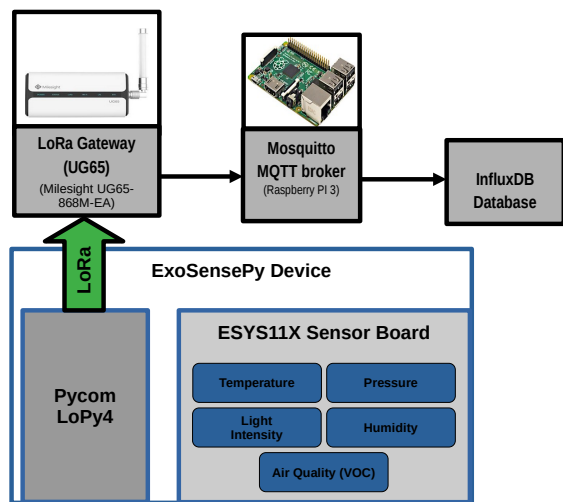 Milesight
LoRa Gateway
(UG65)
(Milesight UG65-
868M-EA)
Mosquitto
MQTT broker
(Raspberry PI 3)
InfluxDB
Database
LoRa
ExoSensePy Device
Pycom
LoPy4
ESYS11X Sensor Board
Temperature
Pressure
Light
Intensity
Humidity
Air Quality (VOC)